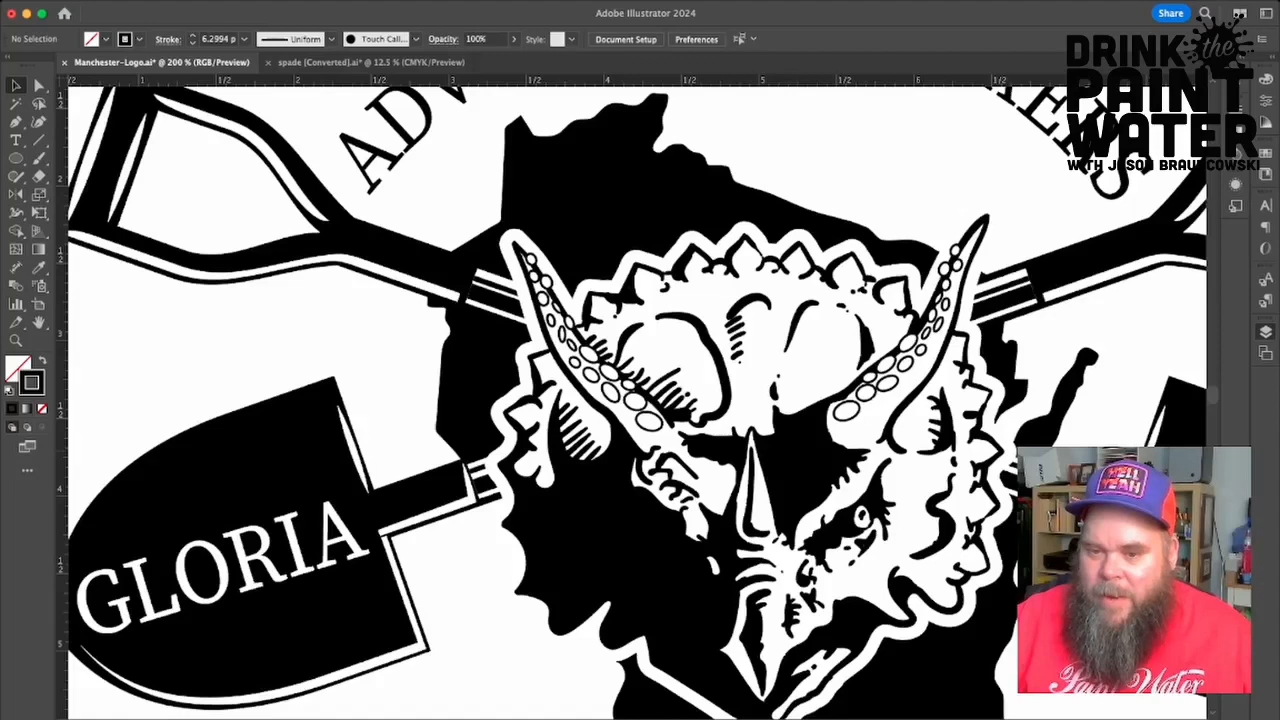 Adobe Illustrator 2024
Share
No Selection
Stroke:
6.2994 p
Uniform
Touch Call...
Opacity:
100%
Style:
Document Setup
Preferences
× Manchester-Logo.ai* @ 200 % (RGB/Preview)
× spade [Converted].ai* @ 12.5 % (CMYK/Preview)
DRINK the
PAINT
WATER
WITH JASON
GLORIA
HELL
YEAH
Paint Water